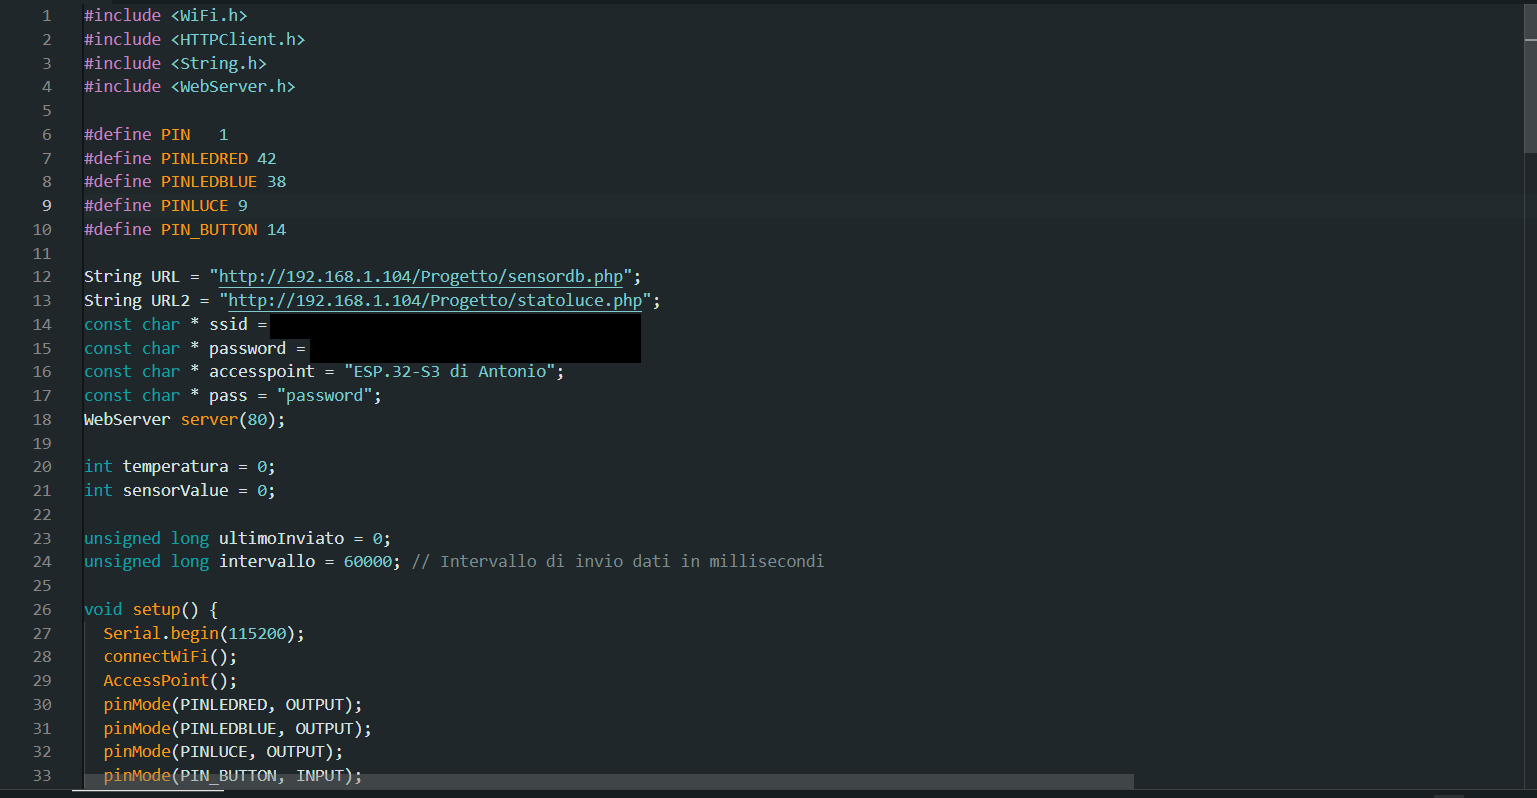 1 #include <WiFi.h>
2 #include <HTTPClient.h>
3 #include <String.h>
4 #include <WebServer.h>
5
6 #define PIN   1
7 #define PINLEDRED 42
8 #define PINLEDBLUE 38
9 #define PINLUCE 9
10 #define PIN_BUTTON 14
11
12 String URL = "http://192.168.1.104/Progetto/sensordb.php";
13 String URL2 = "http://192.168.1.104/Progetto/statoluce.php";
14 const char * ssid =
15 const char * password =
16 const char * accesspoint = "ESP.32-S3 di Antonio";
17 const char * pass = "password";
18 WebServer server(80);
19
20 int temperatura = 0;
21 int sensorValue = 0;
22
23 unsigned long ultimoInviato = 0;
24 unsigned long intervallo = 60000; // Intervallo di invio dati in millisecondi
25
26 void setup() {
27   Serial.begin(115200);
28   connectWiFi();
29   AccessPoint();
30   pinMode(PINLEDRED, OUTPUT);
31   pinMode(PINLEDBLUE, OUTPUT);
32   pinMode(PINLUCE, OUTPUT);
33   pinMode(PIN_BUTTON, INPUT);